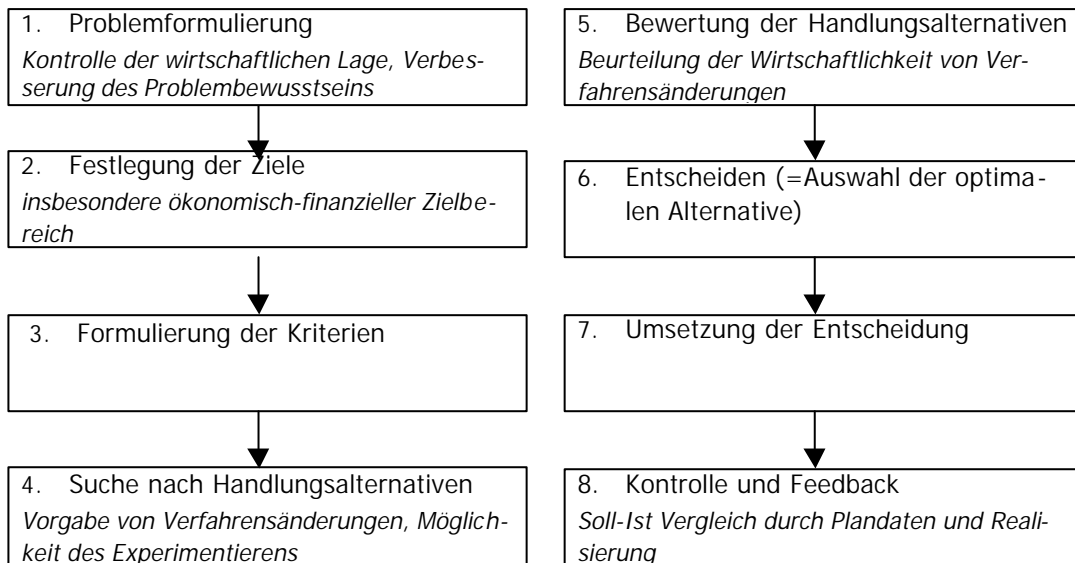 1. Problemformulierung
Kontrolle der wirtschaftlichen Lage, Verbes-
serung des Problembewusstseins
2. Festlegung der Ziele
insbesondere ökonomisch-finanzieller Zielbe-
reich
3. Formulierung der Kriterien
4. Suche nach Handlungsalternativen
Vorgabe von Verfahrensänderungen, Möglich-
keit des Experimentierens
5. Bewertung der Handlungsalternativen
Beurteilung der Wirtschaftlichkeit von Ver-
fahrensänderungen
6. Entscheiden (=Auswahl der optima-
len Alternative)
7. Umsetzung der Entscheidung
8. Kontrolle und Feedback
Soll-Ist Vergleich durch Plandaten und Reali-
sierung